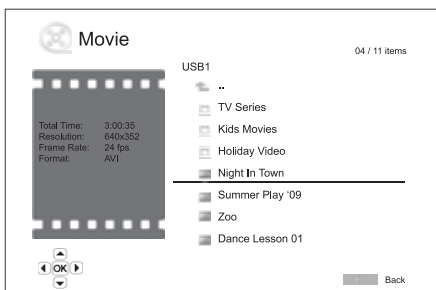 Movie
04 / 11 items
USB1
..
TV Series
Kids Movies
Holiday Video
Night In Town
Summer Play ‘09
Zoo
Dance Lesson 01
Total Time: 3:00:35
Resolution: 640x352
Frame Rate: 24 fps
Format: AVI
OK
Back